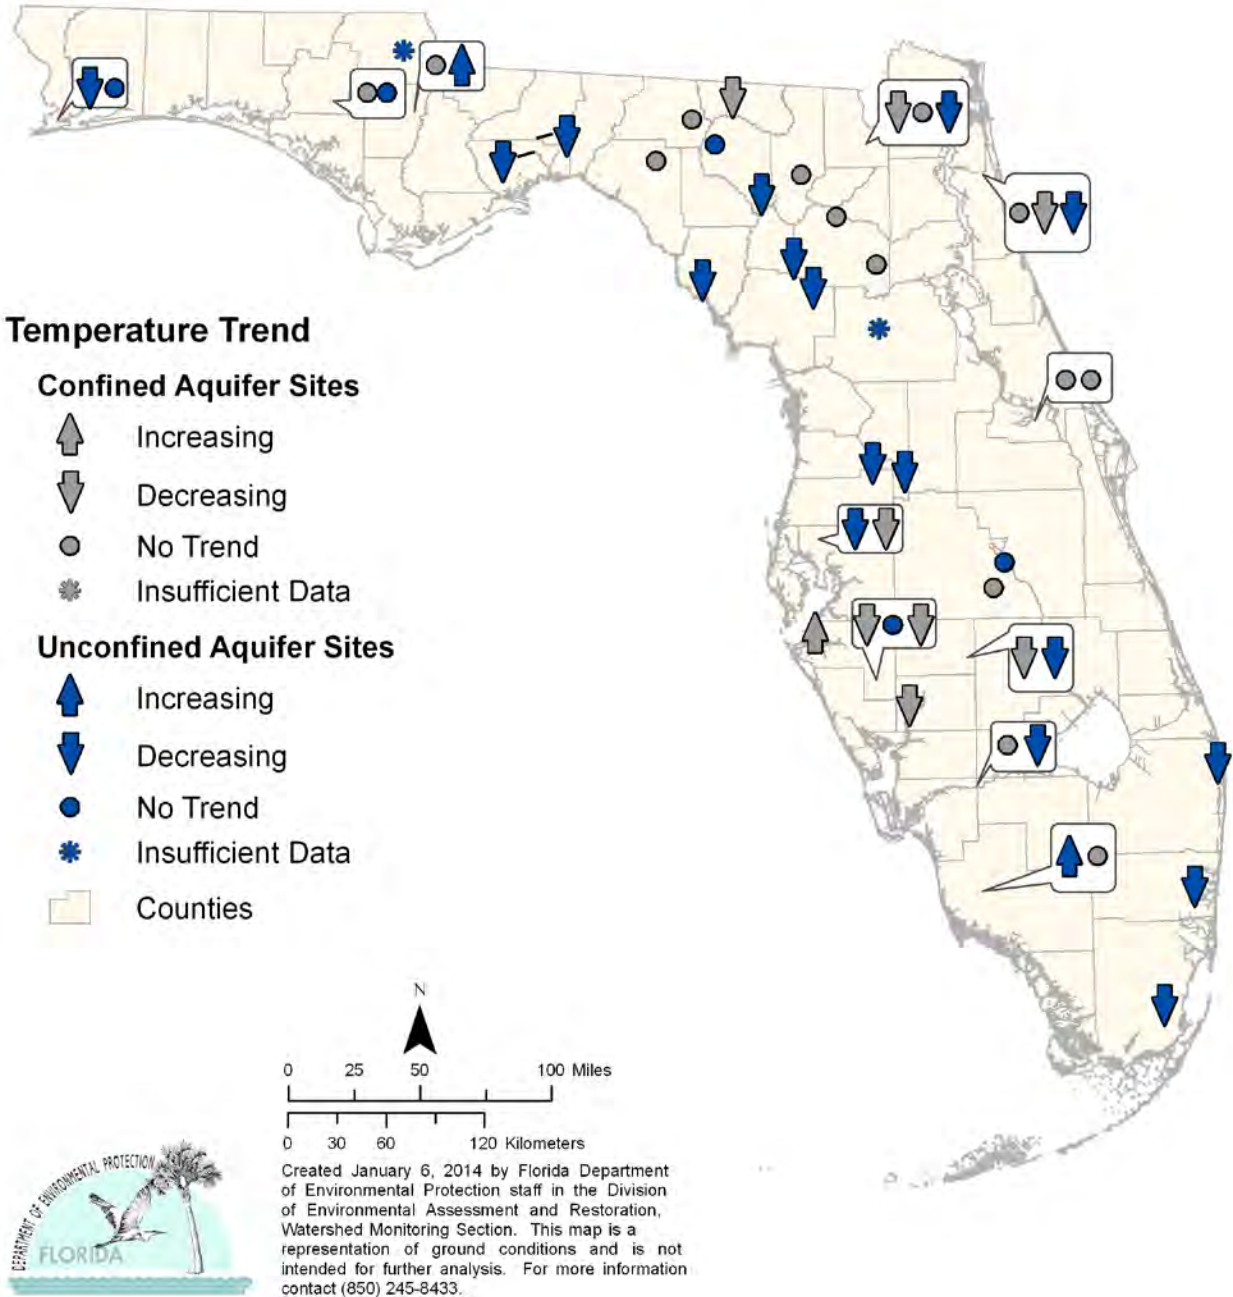 Temperature Trend
Confined Aquifer Sites
Increasing
Decreasing
No Trend
Insufficient Data
Unconfined Aquifer Sites
Increasing
Decreasing
No Trend
Insufficient Data
Counties
N
0 25 50 100 Miles
0 30 60 120 Kilometers
Created January 6, 2014 by Florida Department
of Environmental Protection staff in the Division
of Environmental Assessment and Restoration,
Watershed Monitoring Section. This map is a
representation of ground conditions and is not
intended for further analysis. For more information
contact (850) 245-8433.
DEPARTMENT OF ENVIRONMENTAL PROTECTION
FLORIDA